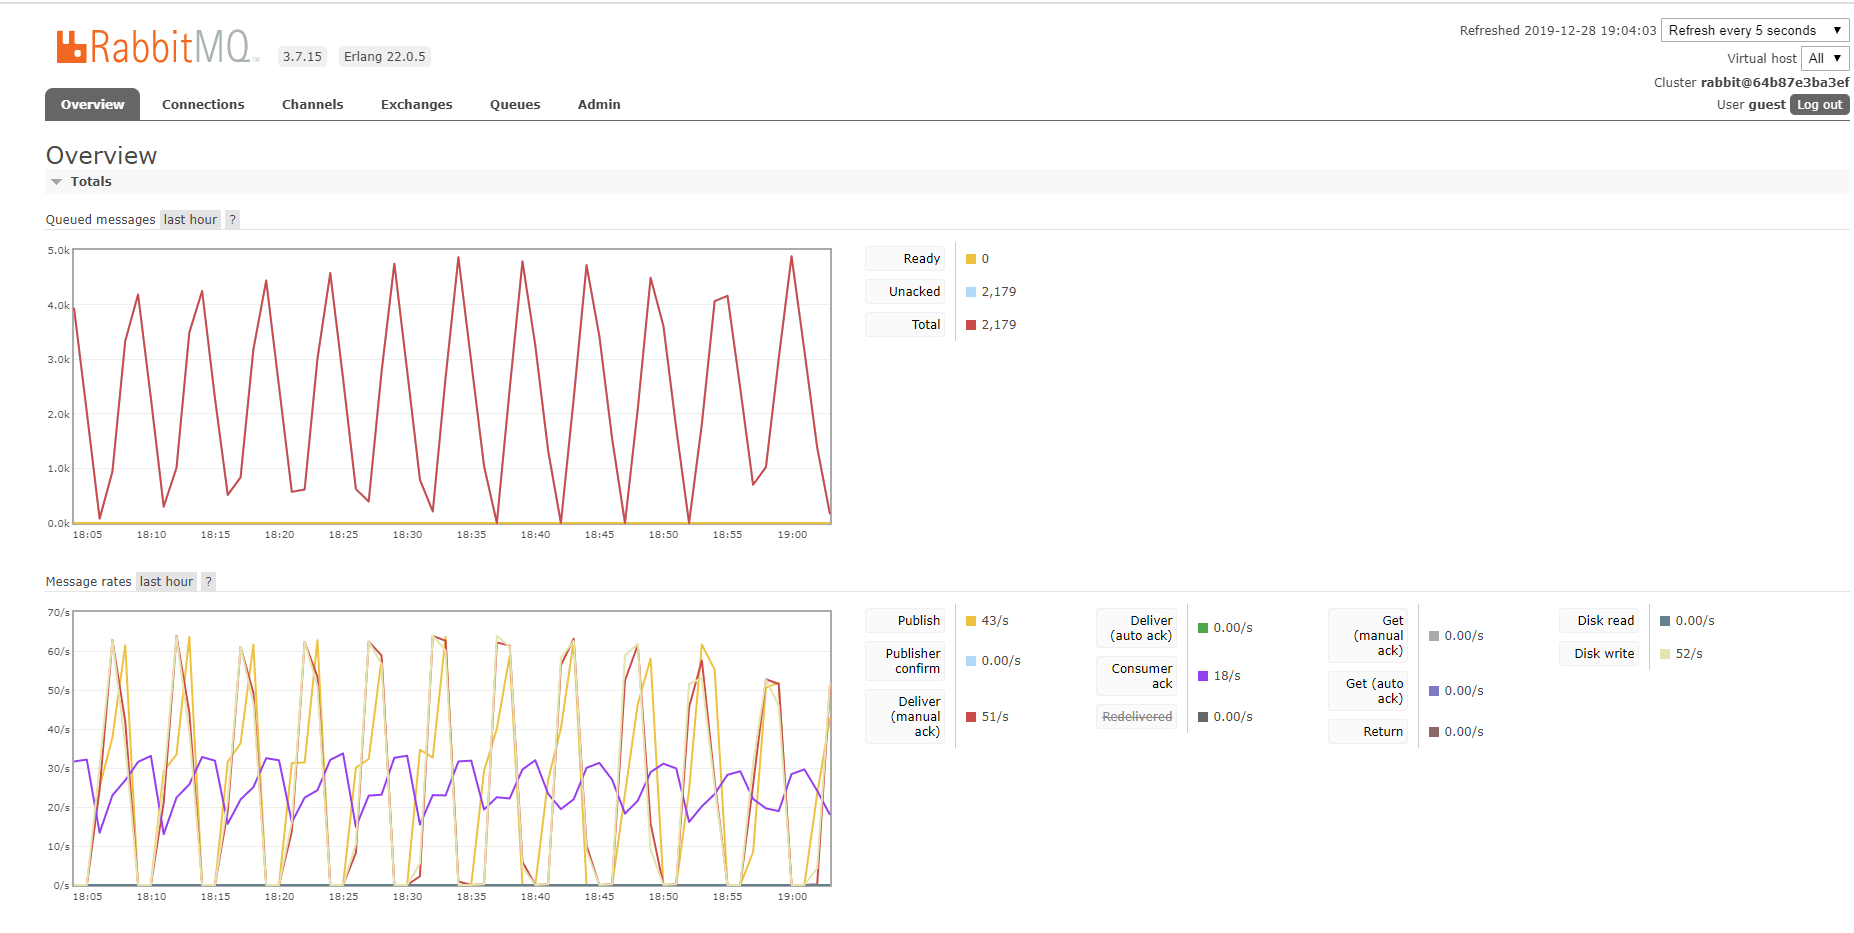 RabbitMQ TM 3.7.15 Erlang 22.0.5
Refreshed 2019-12-28 19:04:03 Refresh every 5 seconds
Virtual host All
Cluster rabbit@64b87e3ba3ef
User guest Log out
Overview Connections Channels Exchanges Queues Admin
Overview
Totals
Queued messages last hour ?
5.0k
4.0k
3.0k
2.0k
1.0k
0.0k
18:05 18:10 18:15 18:20 18:25 18:30 18:35 18:40 18:45 18:50 18:55 19:00
Ready 0
Unacked 2,179
Total 2,179
Message rates last hour ?
70/s
60/s
50/s
40/s
30/s
20/s
10/s
0/s
18:05 18:10 18:15 18:20 18:25 18:30 18:35 18:40 18:45 18:50 18:55 19:00
Publish 43/s
Publisher
confirm 0.00/s
Deliver
(manual
ack) 51/s
Deliver
(auto ack) 0.00/s
Consumer
ack 18/s
Redelivered 0.00/s
Get
(manual
ack) 0.00/s
Get (auto
ack) 0.00/s
Return 0.00/s
Disk read 0.00/s
Disk write 52/s